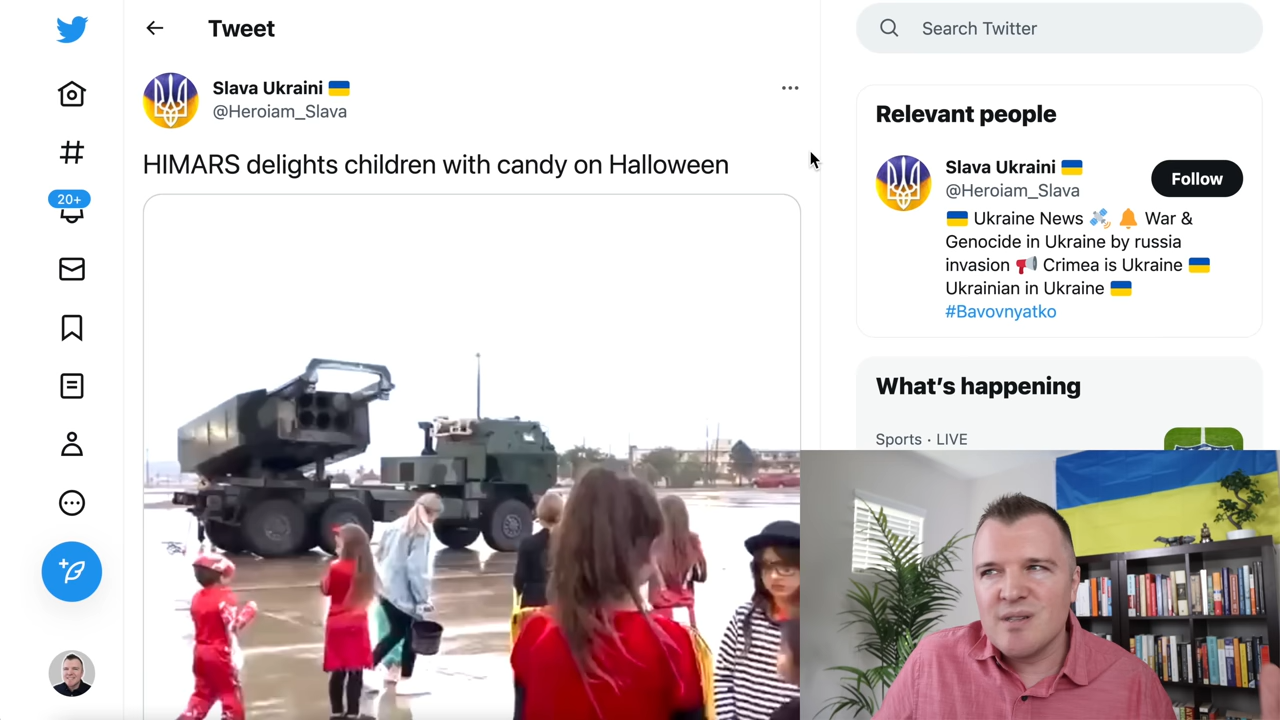 Tweet
Slava Ukraini 🇺🇦
@Heroiam_Slava
HIMARS delights children with candy on Halloween
20+
Search Twitter
Relevant people
Slava Ukraini 🇺🇦
@Heroiam_Slava
Follow
🇺🇦 Ukraine News 🛰️ 🔔 War &
Genocide in Ukraine by russia
invasion 📢 Crimea is Ukraine 🇺🇦
Ukrainian in Ukraine 🇺🇦
#Bavovnyatko
What's happening
Sports · LIVE